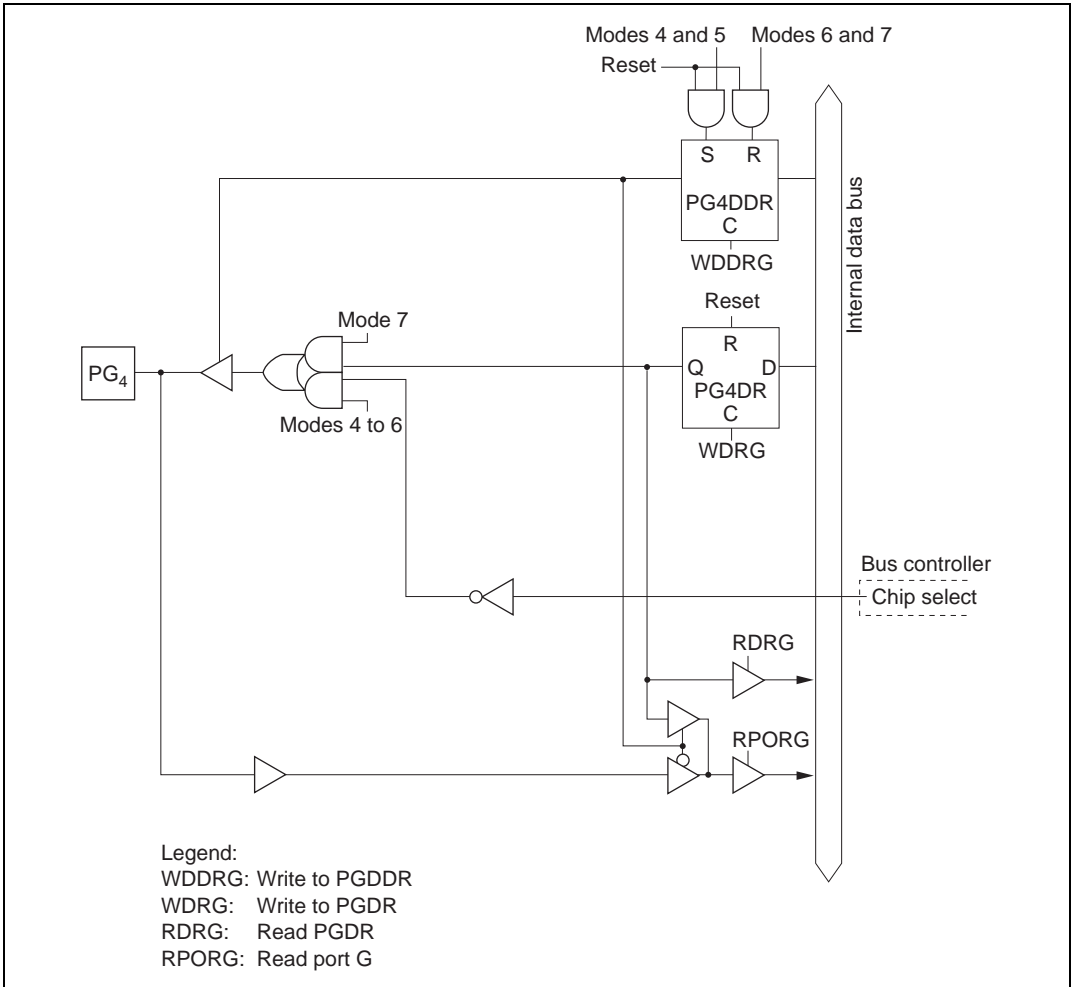 Modes 4 and 5 Modes 6 and 7
Reset
S R
PG4DDR
C
WDDRG
Reset
R
Q D
PG4DR
C
WDRG
Internal data bus
Mode 7
PG4
Modes 4 to 6
Bus controller
Chip select
RDRG
RPORG
Legend:
WDDRG: Write to PGDDR
WDRG: Write to PGDR
RDRG: Read PGDR
RPORG: Read port G